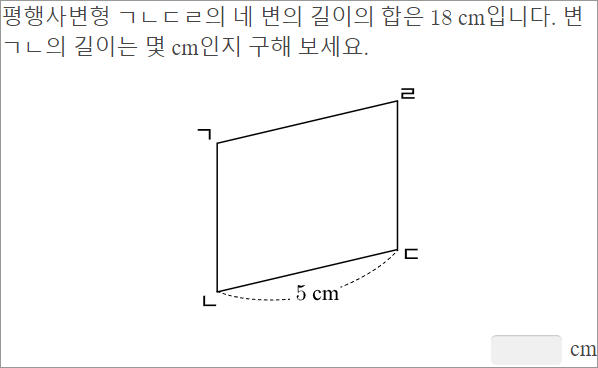 평행사변형 ㄱㄴㄷㄹ의 네 변의 길이의 합은 18 cm입니다. 변
ㄱㄴ의 길이는 몇 cm인지 구해 보세요.
ㄹ
ㄱ
ㄷ
5 cm
ㄴ
cm